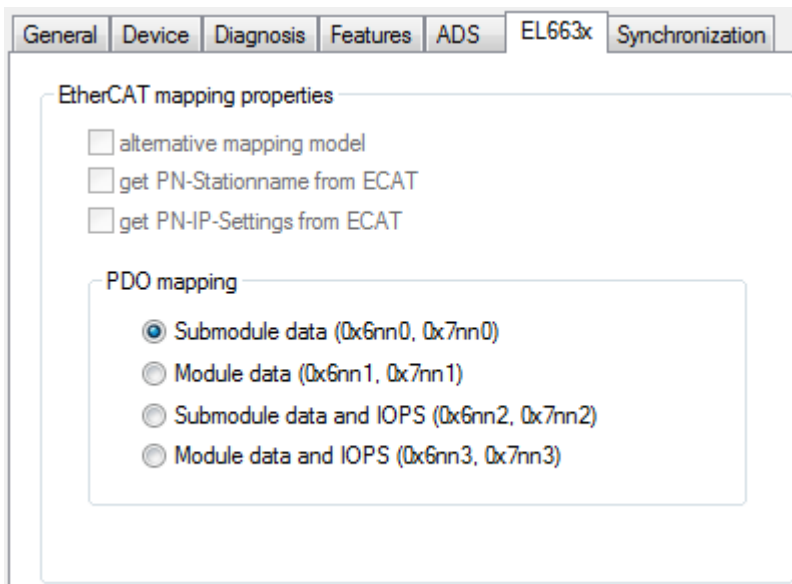 General Device Diagnosis Features ADS EL663x Synchronization
EtherCAT mapping properties
alternative mapping model
get PN-Stationname from ECAT
get PN-IP-Settings from ECAT
PDO mapping
Submodule data (0x6nn0, 0x7nn0)
Module data (0x6nn1, 0x7nn1)
Submodule data and IOPS (0x6nn2, 0x7nn2)
Module data and IOPS (0x6nn3, 0x7nn3)